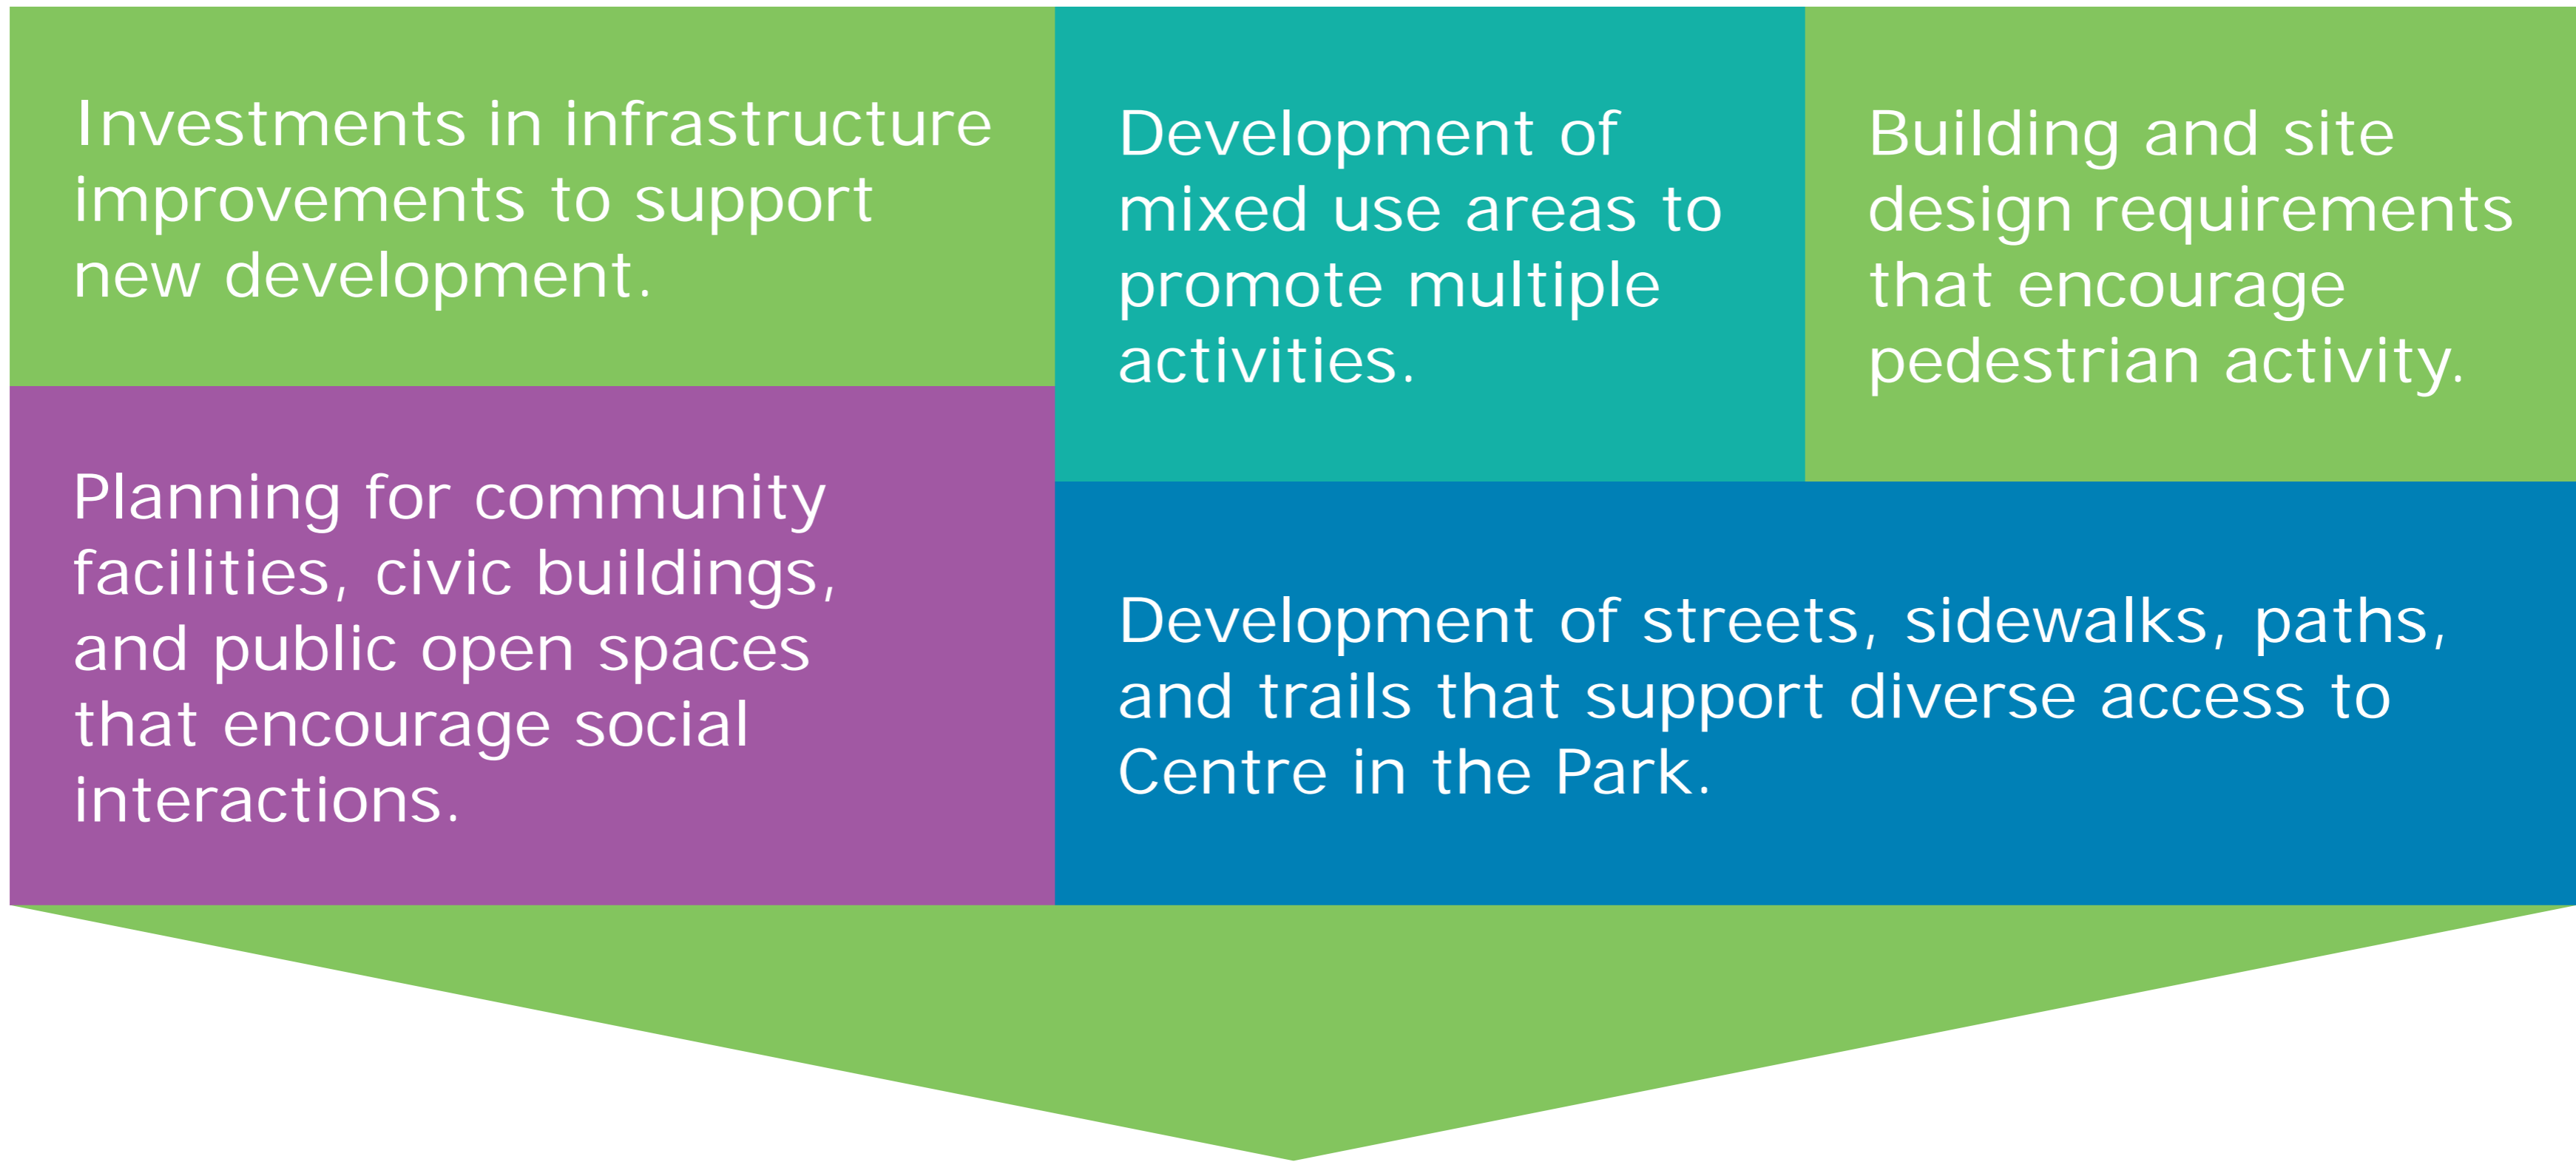 Investments in infrastructure
improvements to support
new development.
Development of
mixed use areas to
promote multiple
activities.
Building and site
design requirements
that encourage
pedestrian activity.
Planning for community
facilities, civic buildings,
and public open spaces
that encourage social
interactions.
Development of streets, sidewalks, paths,
and trails that support diverse access to
Centre in the Park.